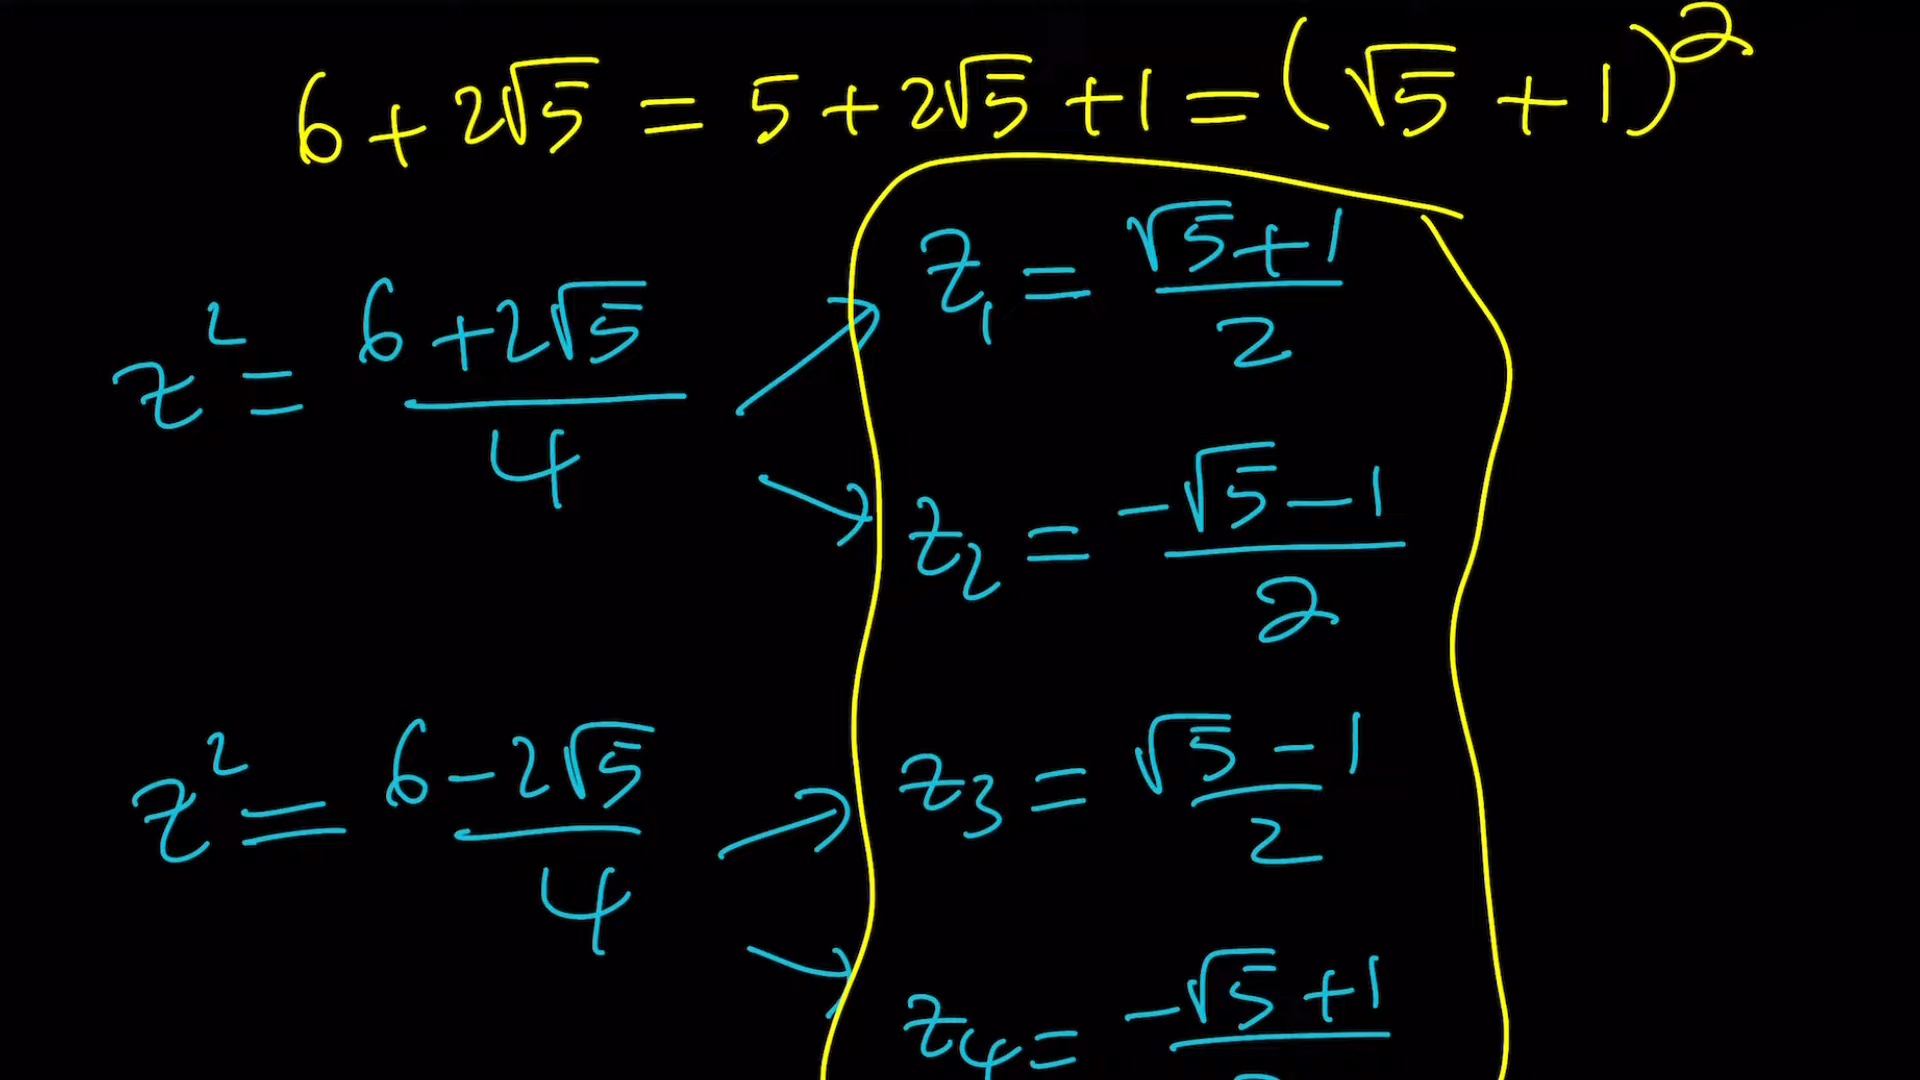 6 + 2√5 = 5 + 2√5 + 1 = (√5 + 1)²
z² = (6 + 2√5)/4
z₁ = (√5 + 1)/2
z₂ = (-√5 - 1)/2
z² = (6 - 2√5)/4
z₃ = (√5 - 1)/2
z₄ = (-√5 + 1)/